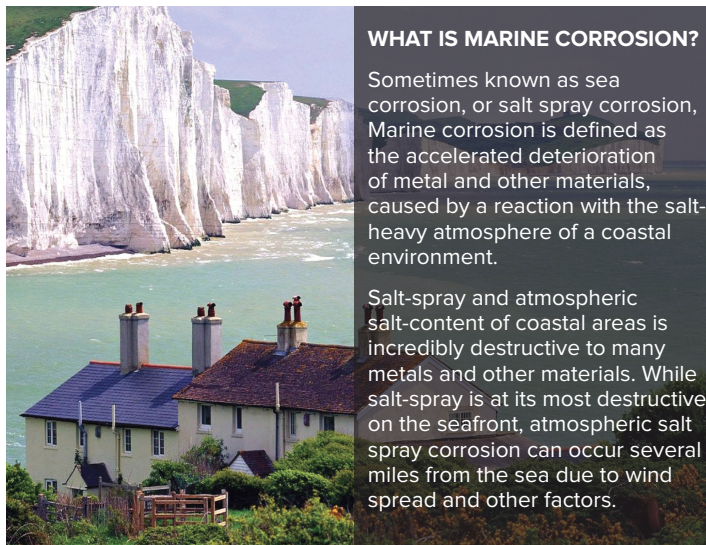 WHAT IS MARINE CORROSION?
Sometimes known as sea
corrosion, or salt spray corrosion,
Marine corrosion is defined as
the accelerated deterioration
of metal and other materials,
caused by a reaction with the salt-
heavy atmosphere of a coastal
environment.
Salt-spray and atmospheric
salt-content of coastal areas is
incredibly destructive to many
metals and other materials. While
salt-spray is at its most destructive
on the seafront, atmospheric salt
spray corrosion can occur several
miles from the sea due to wind
spread and other factors.